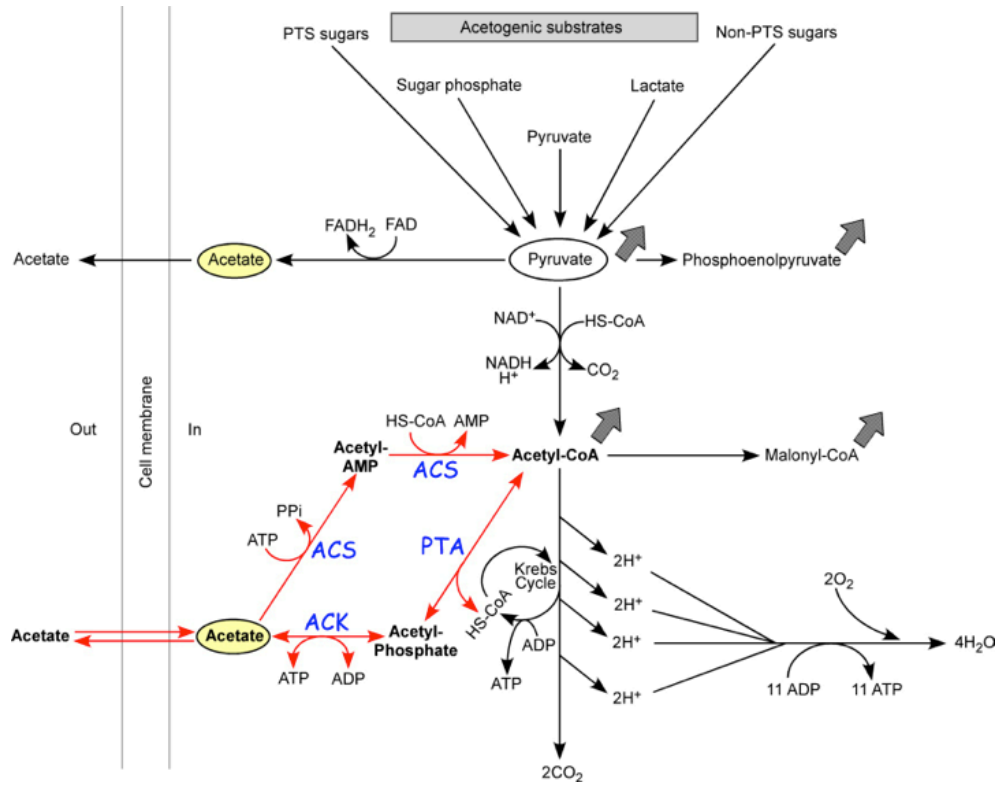 PTS sugars
Acetogenic substrates
Non-PTS sugars
Sugar phosphate
Lactate
Pyruvate
FADH₂
FAD
Acetate
Acetate
Pyruvate
Phosphoenolpyruvate
NAD⁺
HS-CoA
NADH
H⁺
CO₂
Out
Cell membrane
In
HS-CoA
AMP
Acetyl-
AMP
ACS
Acetyl-CoA
Malonyl-CoA
PPi
ATP
ACS
PTA
Krebs
Cycle
2H⁺
2O₂
HS-CoA
2H⁺
Acetate
Acetate
ACK
Acetyl-
Phosphate
ADP
2H⁺
4H₂O
ATP
ADP
ATP
2H⁺
11 ADP
11 ATP
2CO₂